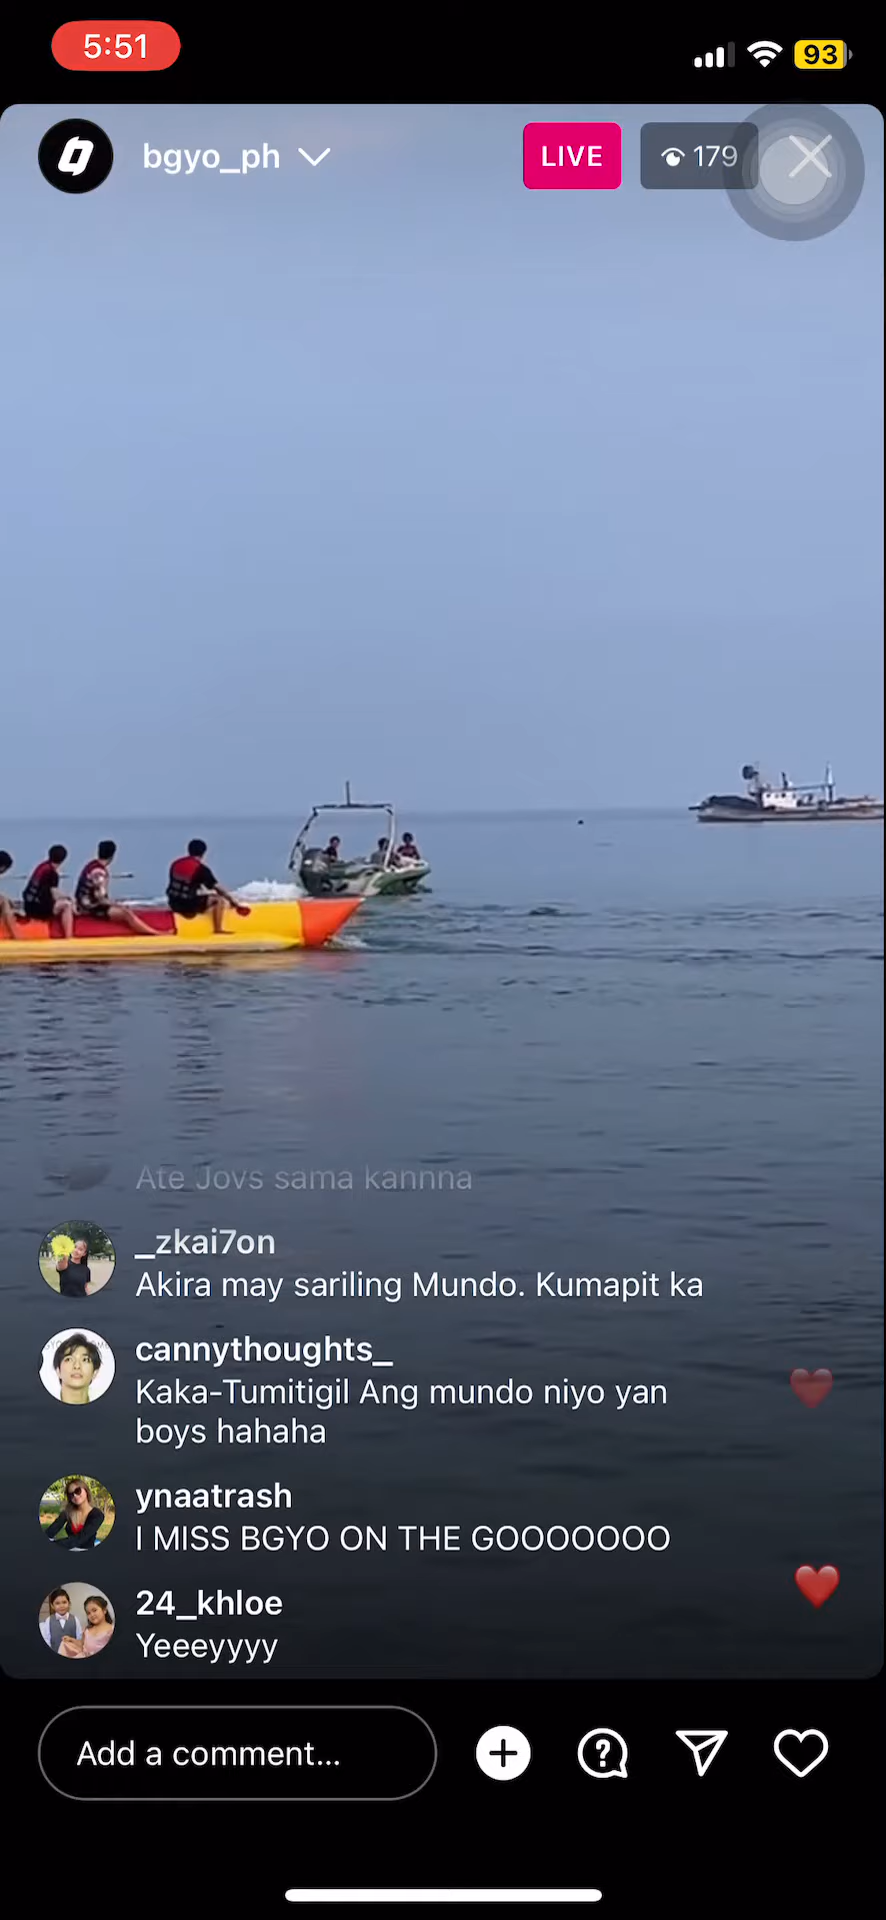 5:51
93
bgyo_ph
LIVE
179
Ate Jovs sama kannna
_zkai7on
Akira may sariling Mundo. Kumapit ka
cannythoughts_
Kaka-Tumitigil Ang mundo niyo yan
boys hahaha
ynaatrash
I MISS BGYO ON THE GOOOOOOO
24_khloe
Yeeeyyyy
Add a comment...